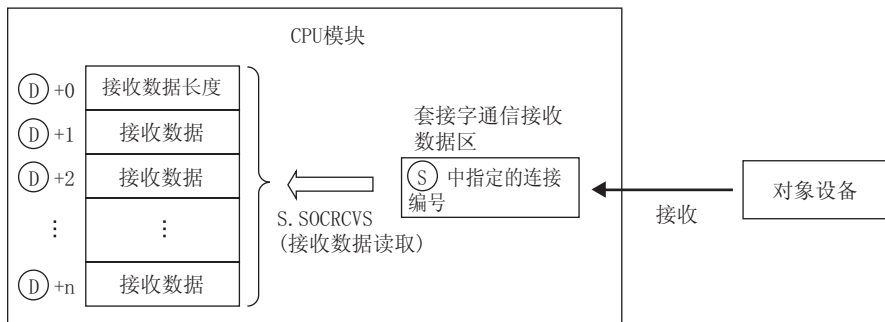 CPU模块
D +0 接收数据长度
D +1 接收数据
D +2 接收数据
⋮ ⋮
D +n 接收数据
S.SOCRCVS
(接收数据读取)
套接字通信接收
数据区
S 中指定的连接
编号
接收
对象设备